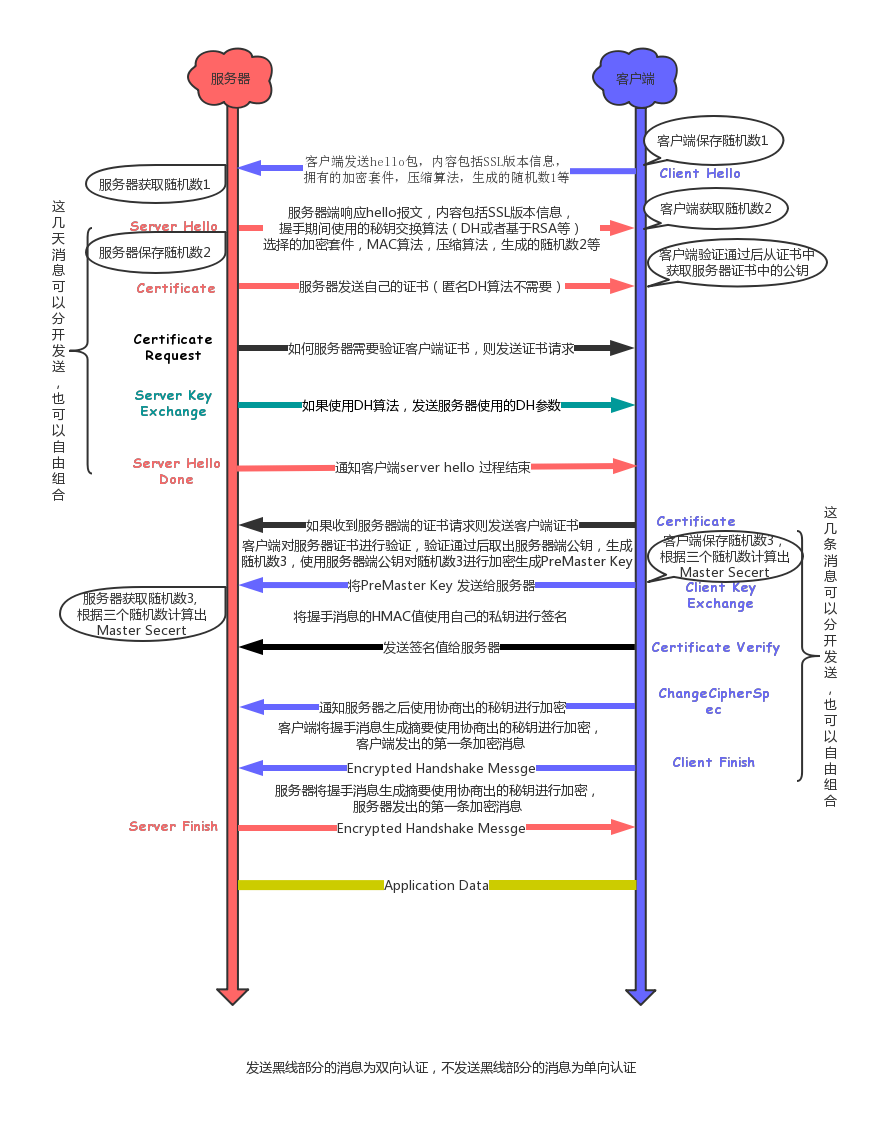 服务器
客户端
客户端保存随机数1
客户端发送hello包，内容包括SSL版本信息，
拥有的加密套件，压缩算法，生成的随机数1等
Client Hello
服务器获取随机数1
客户端获取随机数2
Server Hello
服务器端响应hello报文，内容包括SSL版本信息，
握手期间使用的秘钥交换算法（DH或者基于RSA等）
选择的加密套件，MAC算法，压缩算法，生成的随机数2等
服务器保存随机数2
客户端验证通过后从证书中
获取服务器证书中的公钥
Certificate
服务器发送自己的证书（匿名DH算法不需要）
Certificate
Request
如何服务器需要验证客户端证书，则发送证书请求
Server Key
Exchange
如果使用DH算法，发送服务器使用的DH参数
Server Hello
Done
通知客户端server hello 过程结束
这几天消息可以分开发送，也可以自由组合
如果收到服务器端的证书请求则发送客户端证书
Certificate
客户端对服务器证书进行验证，验证通过后取出服务器端公钥，生成
随机数3，使用服务器端公钥对随机数3进行加密生成PreMaster Key
客户端保存随机数3，
根据三个随机数计算出
Master Secert
将PreMaster Key 发送给服务器
Client Key
Exchange
服务器获取随机数3,
根据三个随机数计算出
Master Secert
将握手消息的HMAC值使用自己的私钥进行签名
发送签名值给服务器
Certificate Verify
通知服务器之后使用协商出的秘钥进行加密
ChangeCipherSp
ec
客户端将握手消息生成摘要使用协商出的秘钥进行加密，
客户端发出的第一条加密消息
Encrypted Handshake Messge
Client Finish
这几条消息可以分开发送，也可以自由组合
服务器将握手消息生成摘要使用协商出的秘钥进行加密，
服务器发出的第一条加密消息
Server Finish
Encrypted Handshake Messge
Application Data
发送黑线部分的消息为双向认证，不发送黑线部分的消息为单向认证